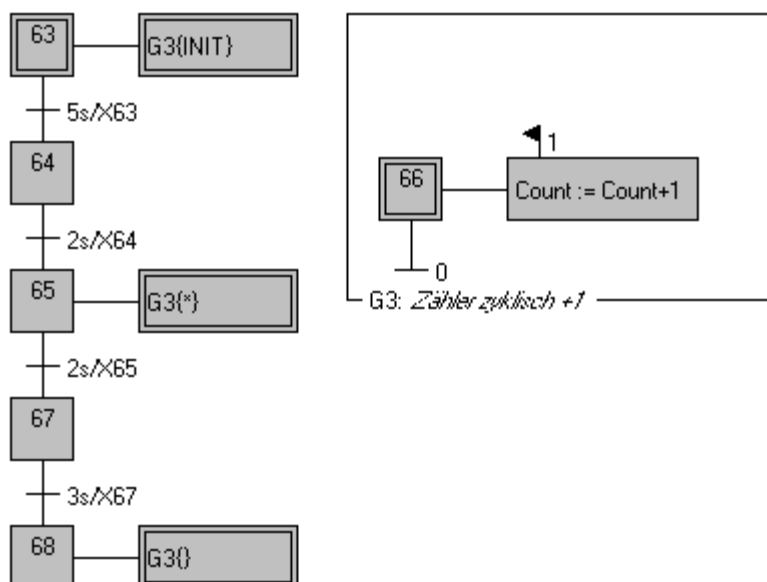 63
G3{INIT}
5s/X63
64
2s/X64
65
G3{*}
2s/X65
67
3s/X67
68
G3{}
1
66
Count := Count+1
0
G3: Zähler zyklisch +1